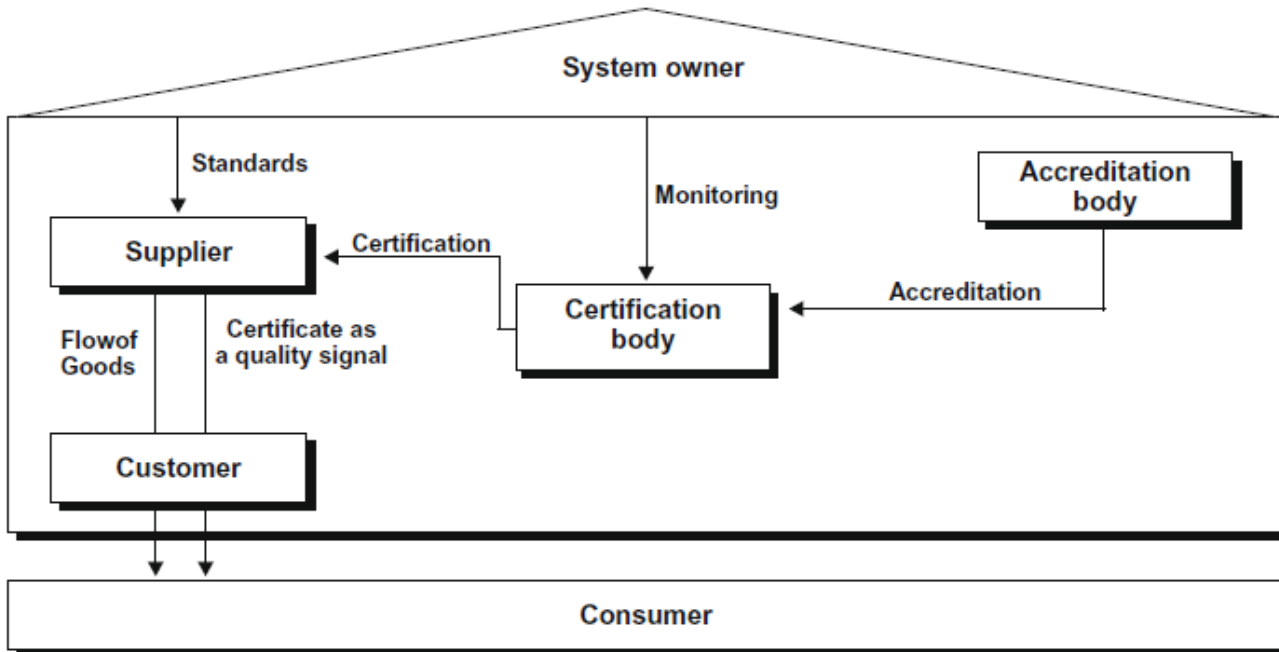 System owner
Standards
Accreditation
body
Monitoring
Supplier
Certification
Accreditation
Certification
body
Flowof
Goods
Certificate as
a quality signal
Customer
Consumer